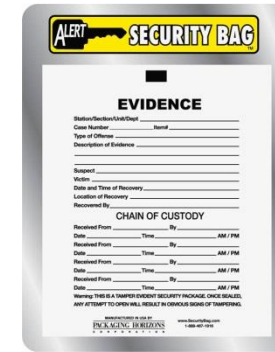 ALERT SECURITY BAG TM
EVIDENCE
Station/Section/Unit/Dept
Case Number Item#
Type of Offense
Description of Evidence
Suspect
Victim
Date and Time of Recovery
Location of Recovery
Recovered By
CHAIN OF CUSTODY
Received From By
Date Time AM / PM
Received From By
Date Time AM / PM
Received From By
Date Time AM / PM
Received From By
Date Time AM / PM
Warning: THIS IS A TAMPER EVIDENT SECURITY PACKAGE. ONCE SEALED,
ANY ATTEMPT TO OPEN WILL RESULT IN OBVIOUS SIGNS OF TAMPERING.
MANUFACTURED IN USA BY
PACKAGING HORIZONS
CORPORATION
www.SecurityBag.com